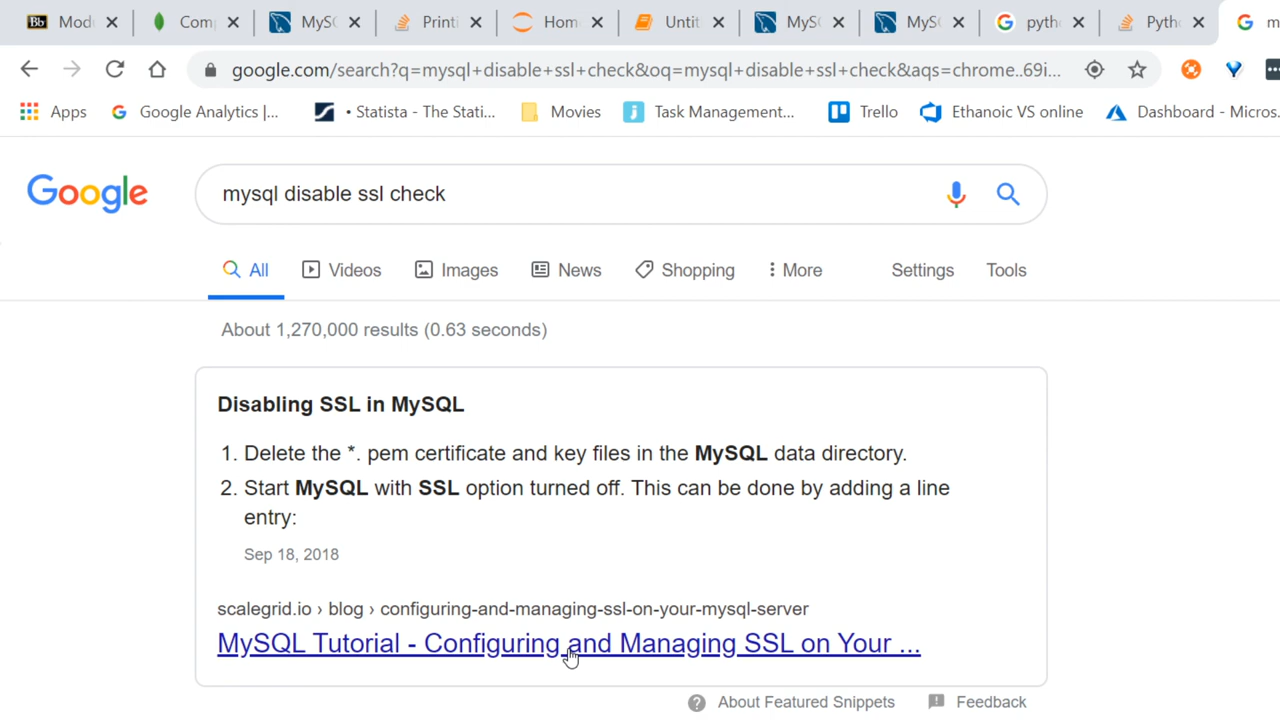 Bb Mod
Com
MyS
Printi
Hom
Untit
MyS
MyS
G pyth
Pyth
G m
google.com/search?q=mysql+disable+ssl+check&oq=mysql+disable+ssl+check&aqs=chrome..69i...
Apps
Google Analytics |...
• Statista - The Stati...
Movies
j Task Management...
Trello
Ethanoic VS online
Dashboard - Micros
Google
mysql disable ssl check
All
Videos
Images
News
Shopping
More
Settings
Tools
About 1,270,000 results (0.63 seconds)
Disabling SSL in MySQL
1. Delete the *. pem certificate and key files in the MySQL data directory.
2. Start MySQL with SSL option turned off. This can be done by adding a line
entry:
Sep 18, 2018
scalegrid.io › blog › configuring-and-managing-ssl-on-your-mysql-server
MySQL Tutorial - Configuring and Managing SSL on Your ...
About Featured Snippets
Feedback